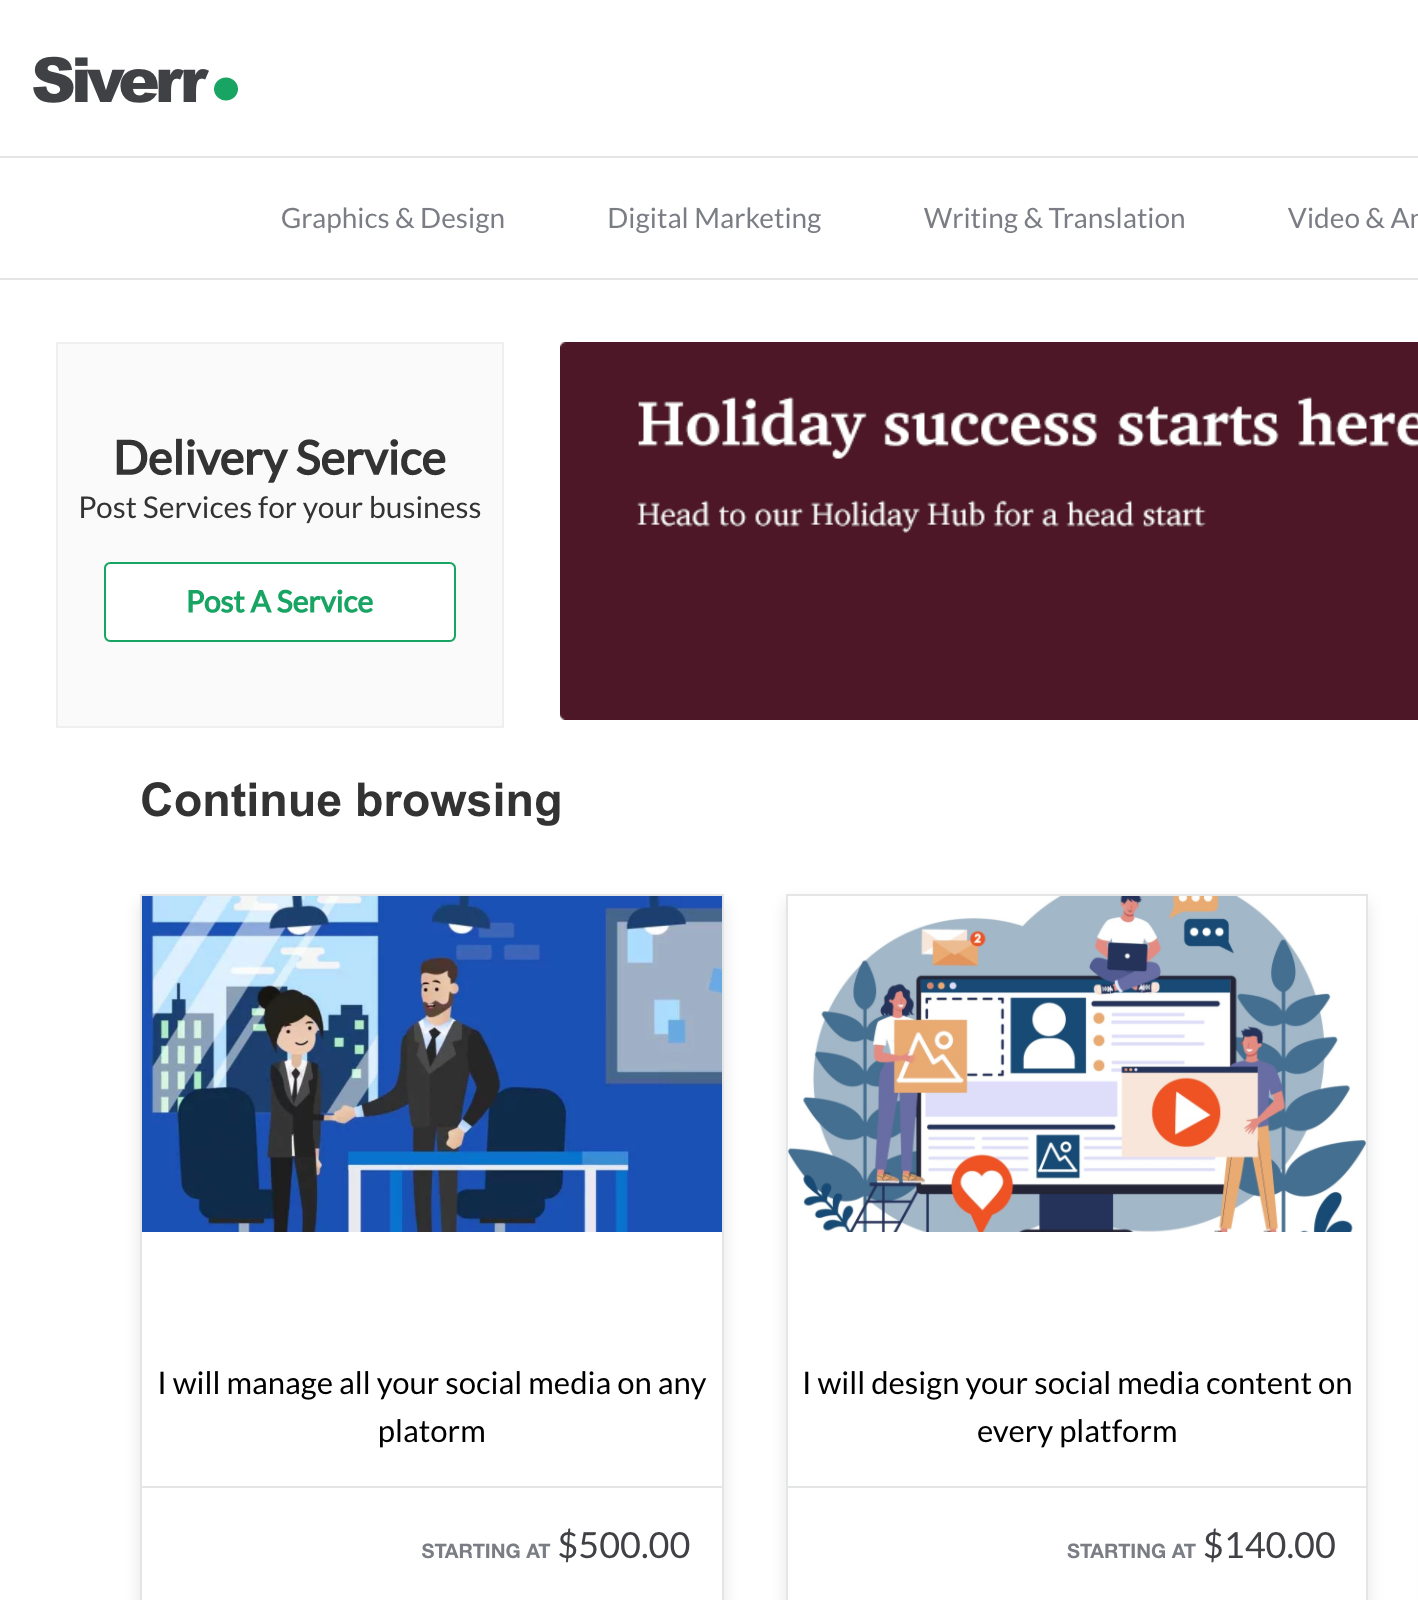 Siverr
Graphics & Design Digital Marketing Writing & Translation Video & An
Delivery Service
Post Services for your business
Post A Service
Holiday success starts here
Head to our Holiday Hub for a head start
Continue browsing
2
I will manage all your social media on any
platorm
STARTING AT $500.00
I will design your social media content on
every platform
STARTING AT $140.00